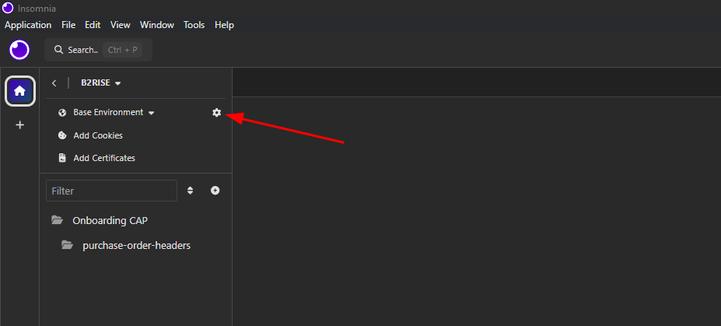 Insomnia
Application File Edit View Window Tools Help
Search.. Ctrl + P
B2RISE
Base Environment
Add Cookies
Add Certificates
Filter
Onboarding CAP
purchase-order-headers